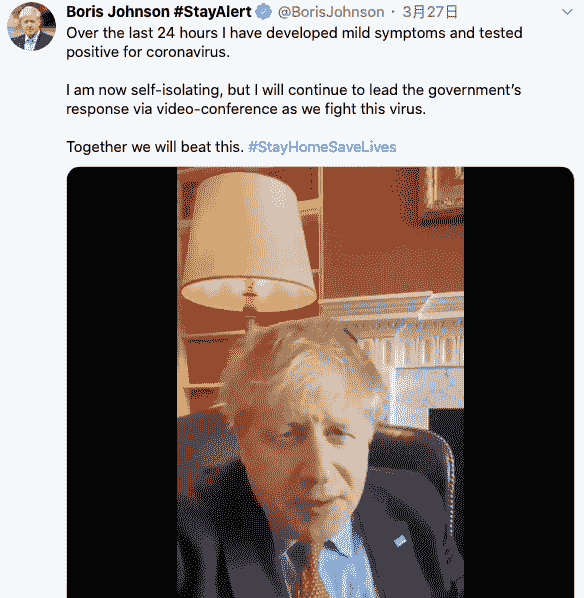 Boris Johnson #StayAlert @BorisJohnson · 3月27日
Over the last 24 hours I have developed mild symptoms and tested
positive for coronavirus.
I am now self-isolating, but I will continue to lead the government’s
response via video-conference as we fight this virus.
Together we will beat this. #StayHomeSaveLives